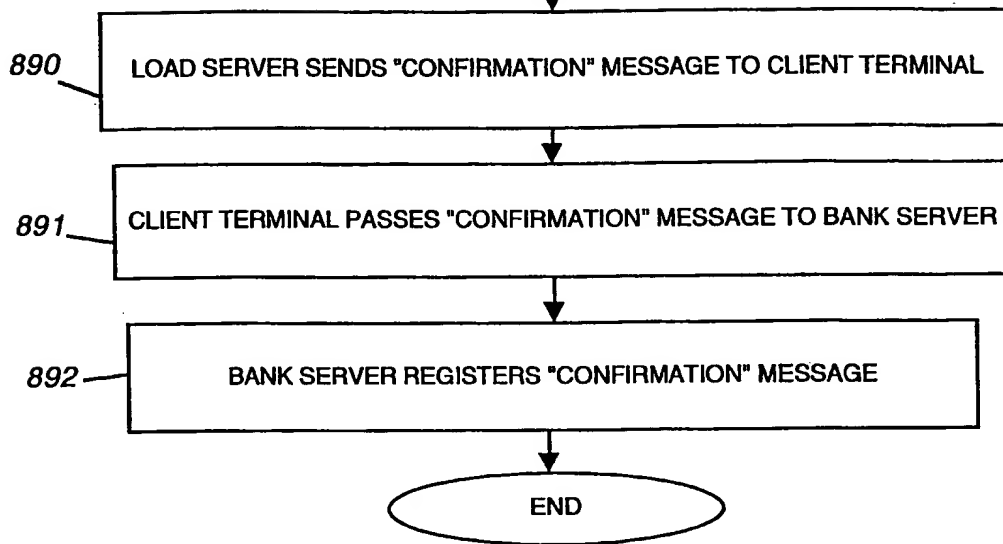 890
LOAD SERVER SENDS "CONFIRMATION" MESSAGE TO CLIENT TERMINAL
891
CLIENT TERMINAL PASSES "CONFIRMATION" MESSAGE TO BANK SERVER
892
BANK SERVER REGISTERS "CONFIRMATION" MESSAGE
END